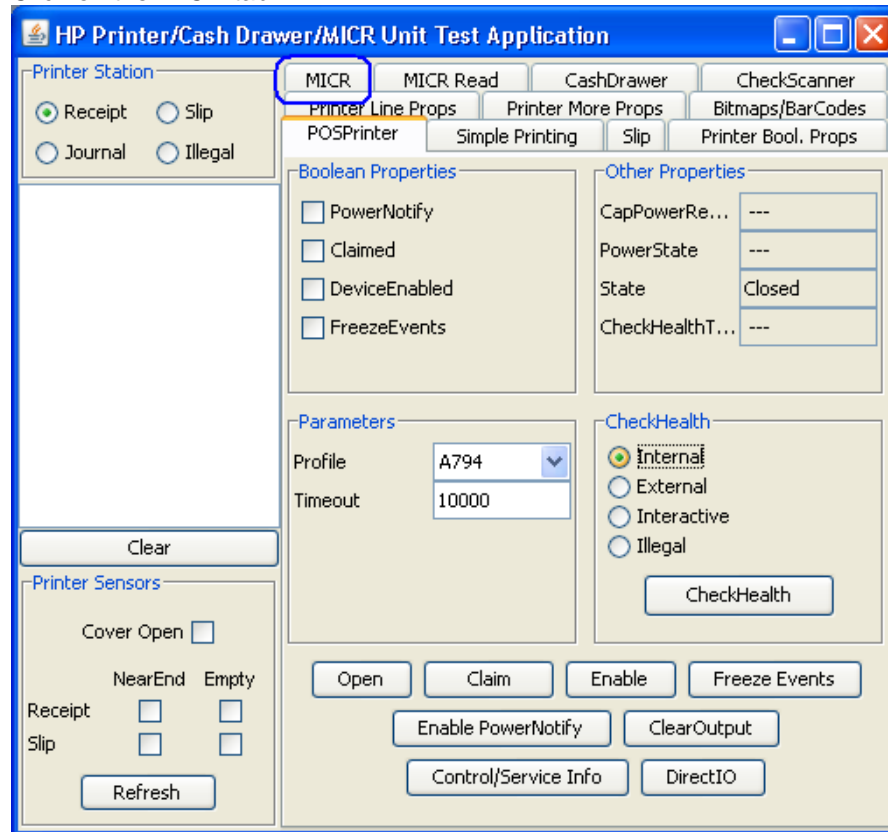 HP Printer/Cash Drawer/MICR Unit Test Application
Printer Station
Receipt Slip
Journal Illegal
MICR MICR Read CashDrawer CheckScanner
Printer Line Props Printer More Props Bitmaps/BarCodes
POSPrinter Simple Printing Slip Printer Bool. Props
Boolean Properties
PowerNotify
Claimed
DeviceEnabled
FreezeEvents
Other Properties
CapPowerRe... ---
PowerState ---
State Closed
CheckHealthT... ---
Parameters
Profile A794
Timeout 10000
CheckHealth
Internal
External
Interactive
Illegal
CheckHealth
Clear
Printer Sensors
Cover Open
NearEnd Empty
Receipt
Slip
Refresh
Open Claim Enable Freeze Events
Enable PowerNotify ClearOutput
Control/Service Info DirectIO